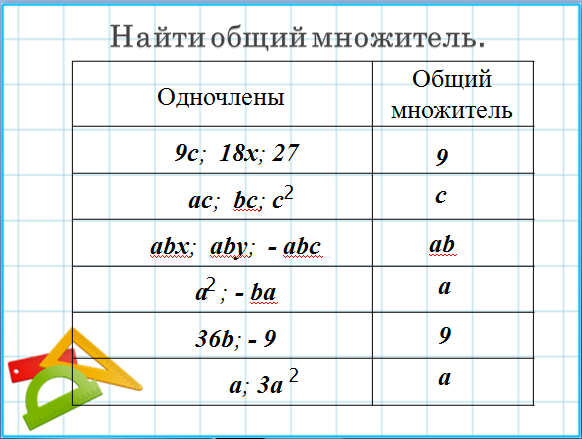 Найти общий множитель.
Одночлены
Общий
множитель
9c; 18x; 27
9
ac; bc; c²
c
abx; aby; - abc
ab
a² ; - ba
a
36b; - 9
9
a; 3a ²
a